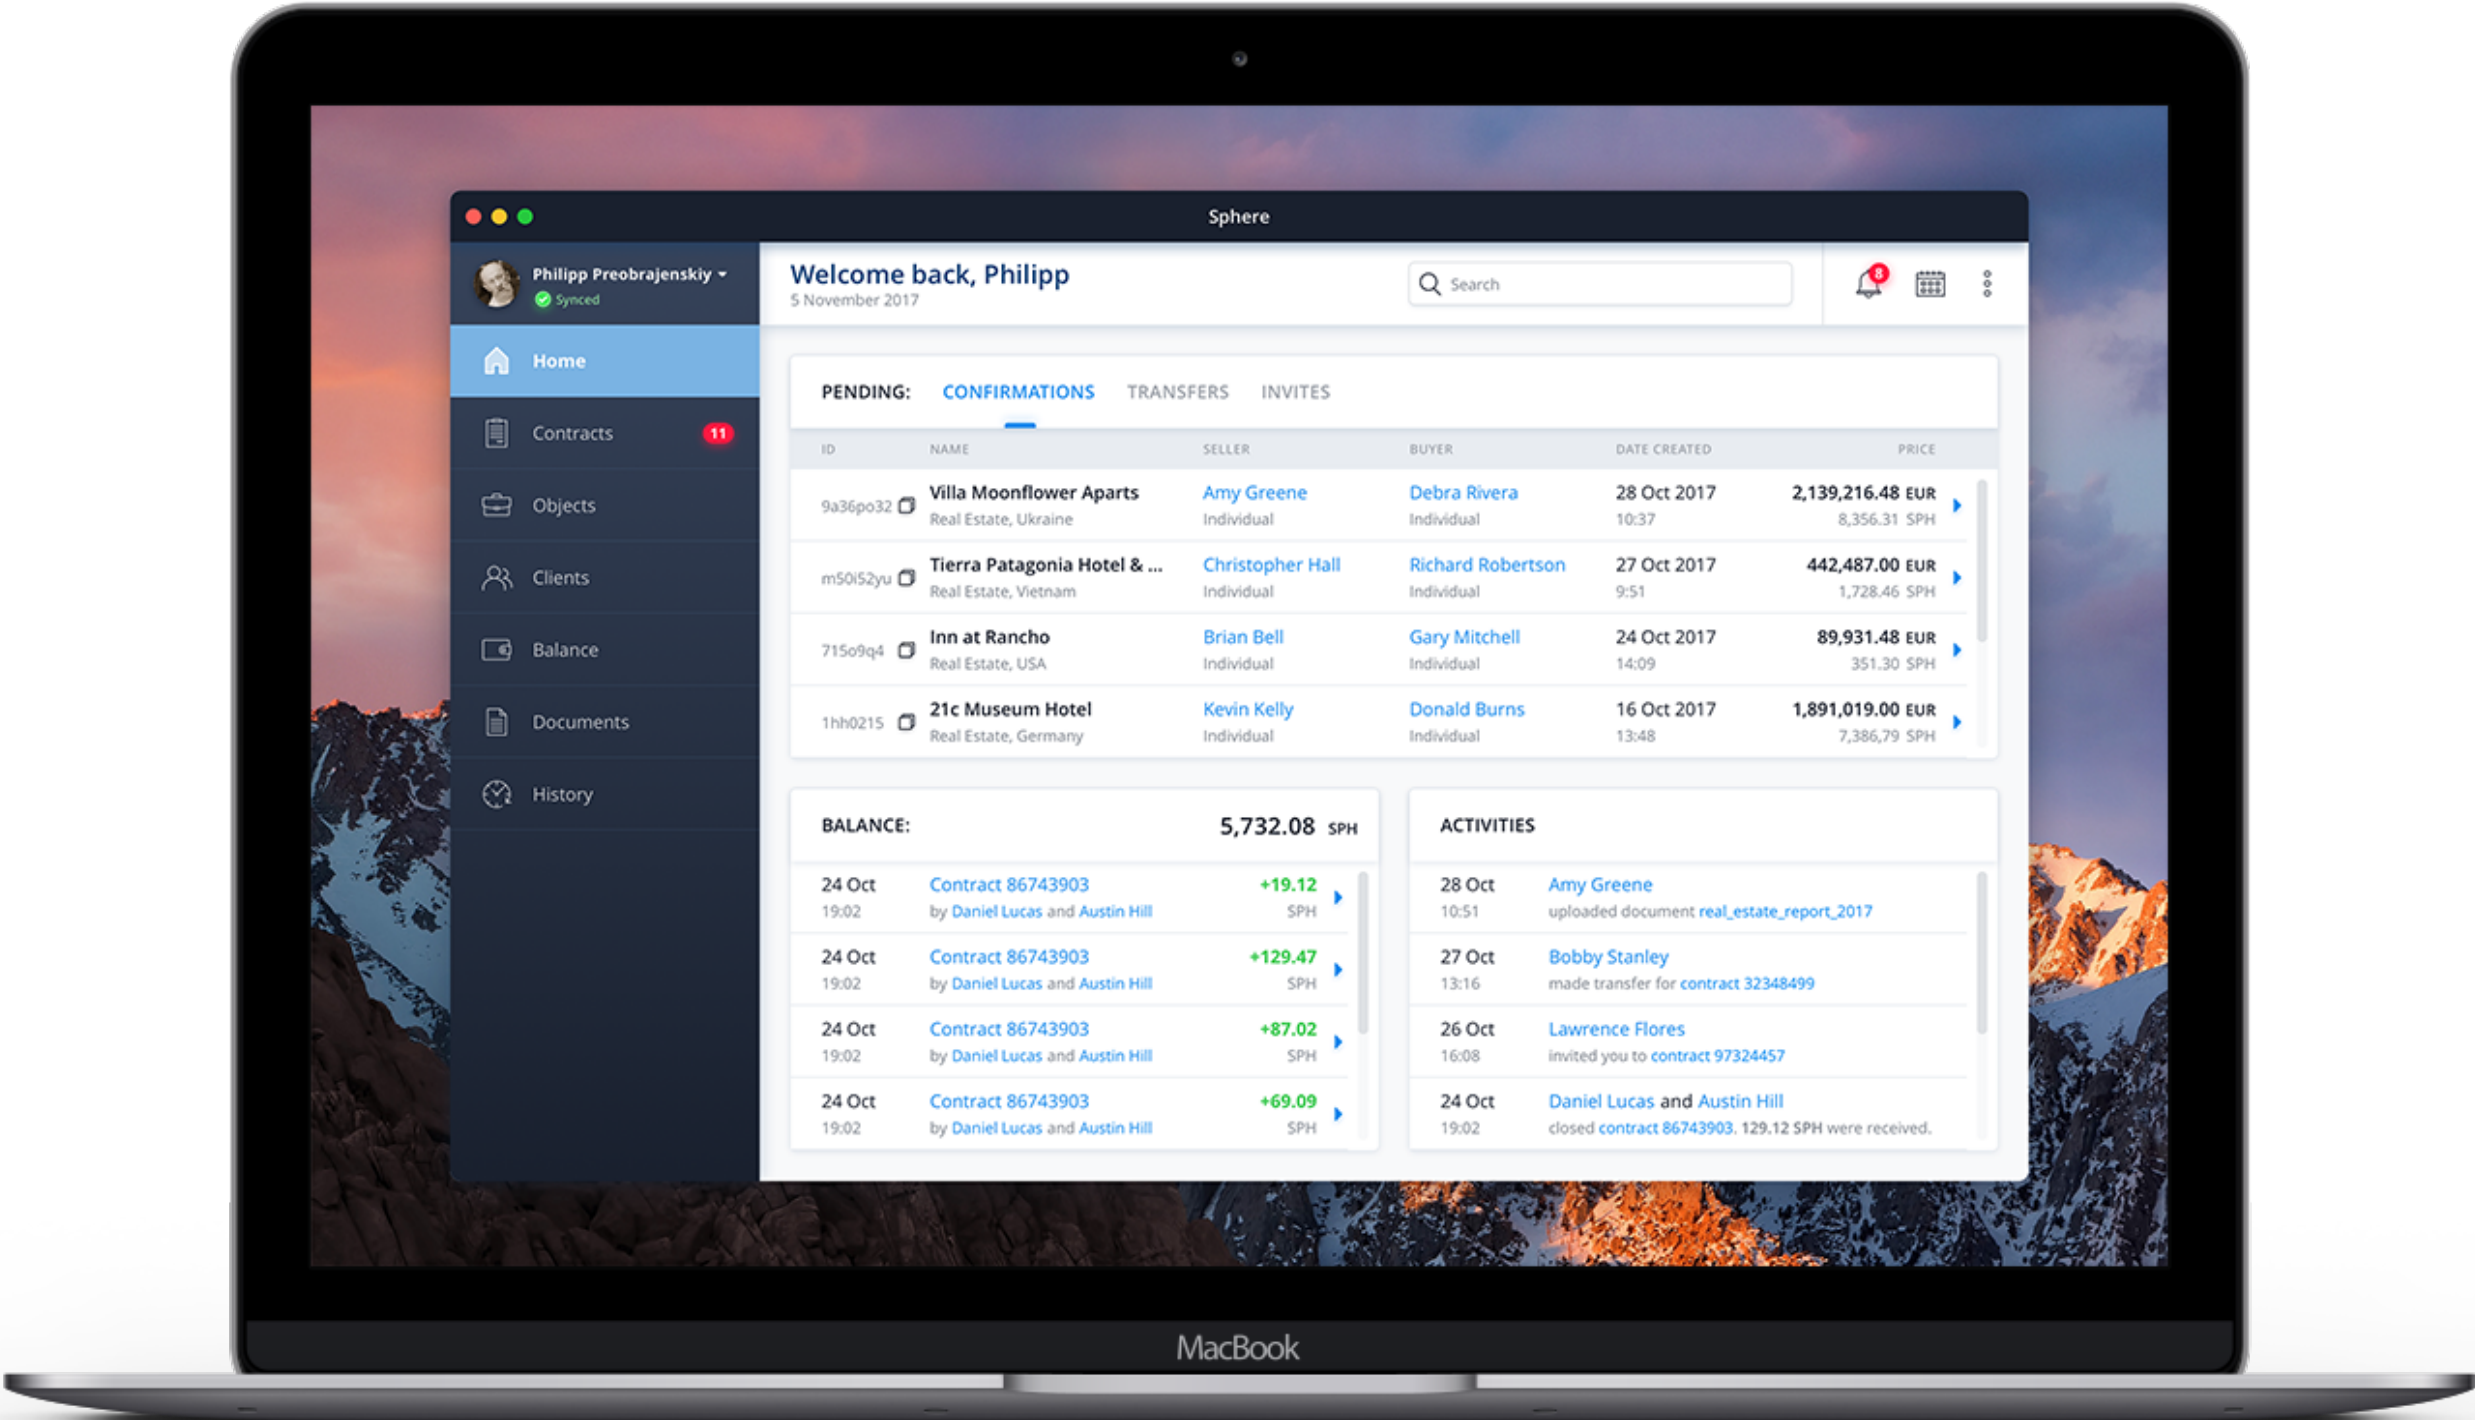 Sphere
Philipp Preobrajenskiy
Synced
Welcome back, Philipp
5 November 2017
Search
8
Home
Contracts 11
Objects
Clients
Balance
Documents
History
PENDING: CONFIRMATIONS TRANSFERS INVITES
ID NAME SELLER BUYER DATE CREATED PRICE
9a36po32 Villa Moonflower Aparts Amy Greene Debra Rivera 28 Oct 2017 2,139,216.48 EUR
Real Estate, Ukraine Individual Individual 10:37 8,356.31 SPH
m50i52yu Tierra Patagonia Hotel & ... Christopher Hall Richard Robertson 27 Oct 2017 442,487.00 EUR
Real Estate, Vietnam Individual Individual 9:51 1,728.46 SPH
715o9q4 Inn at Rancho Brian Bell Gary Mitchell 24 Oct 2017 89,931.48 EUR
Real Estate, USA Individual Individual 14:09 351.30 SPH
1hh0215 21c Museum Hotel Kevin Kelly Donald Burns 16 Oct 2017 1,891,019.00 EUR
Real Estate, Germany Individual Individual 13:48 7,386,79 SPH
BALANCE: 5,732.08 SPH
24 Oct Contract 86743903 +19.12
19:02 by Daniel Lucas and Austin Hill SPH
24 Oct Contract 86743903 +129.47
19:02 by Daniel Lucas and Austin Hill SPH
24 Oct Contract 86743903 +87.02
19:02 by Daniel Lucas and Austin Hill SPH
24 Oct Contract 86743903 +69.09
19:02 by Daniel Lucas and Austin Hill SPH
ACTIVITIES
28 Oct Amy Greene
10:51 uploaded document real_estate_report_2017
27 Oct Bobby Stanley
13:16 made transfer for contract 32348499
26 Oct Lawrence Flores
16:08 invited you to contract 97324457
24 Oct Daniel Lucas and Austin Hill
19:02 closed contract 86743903. 129.12 SPH were received.
MacBook